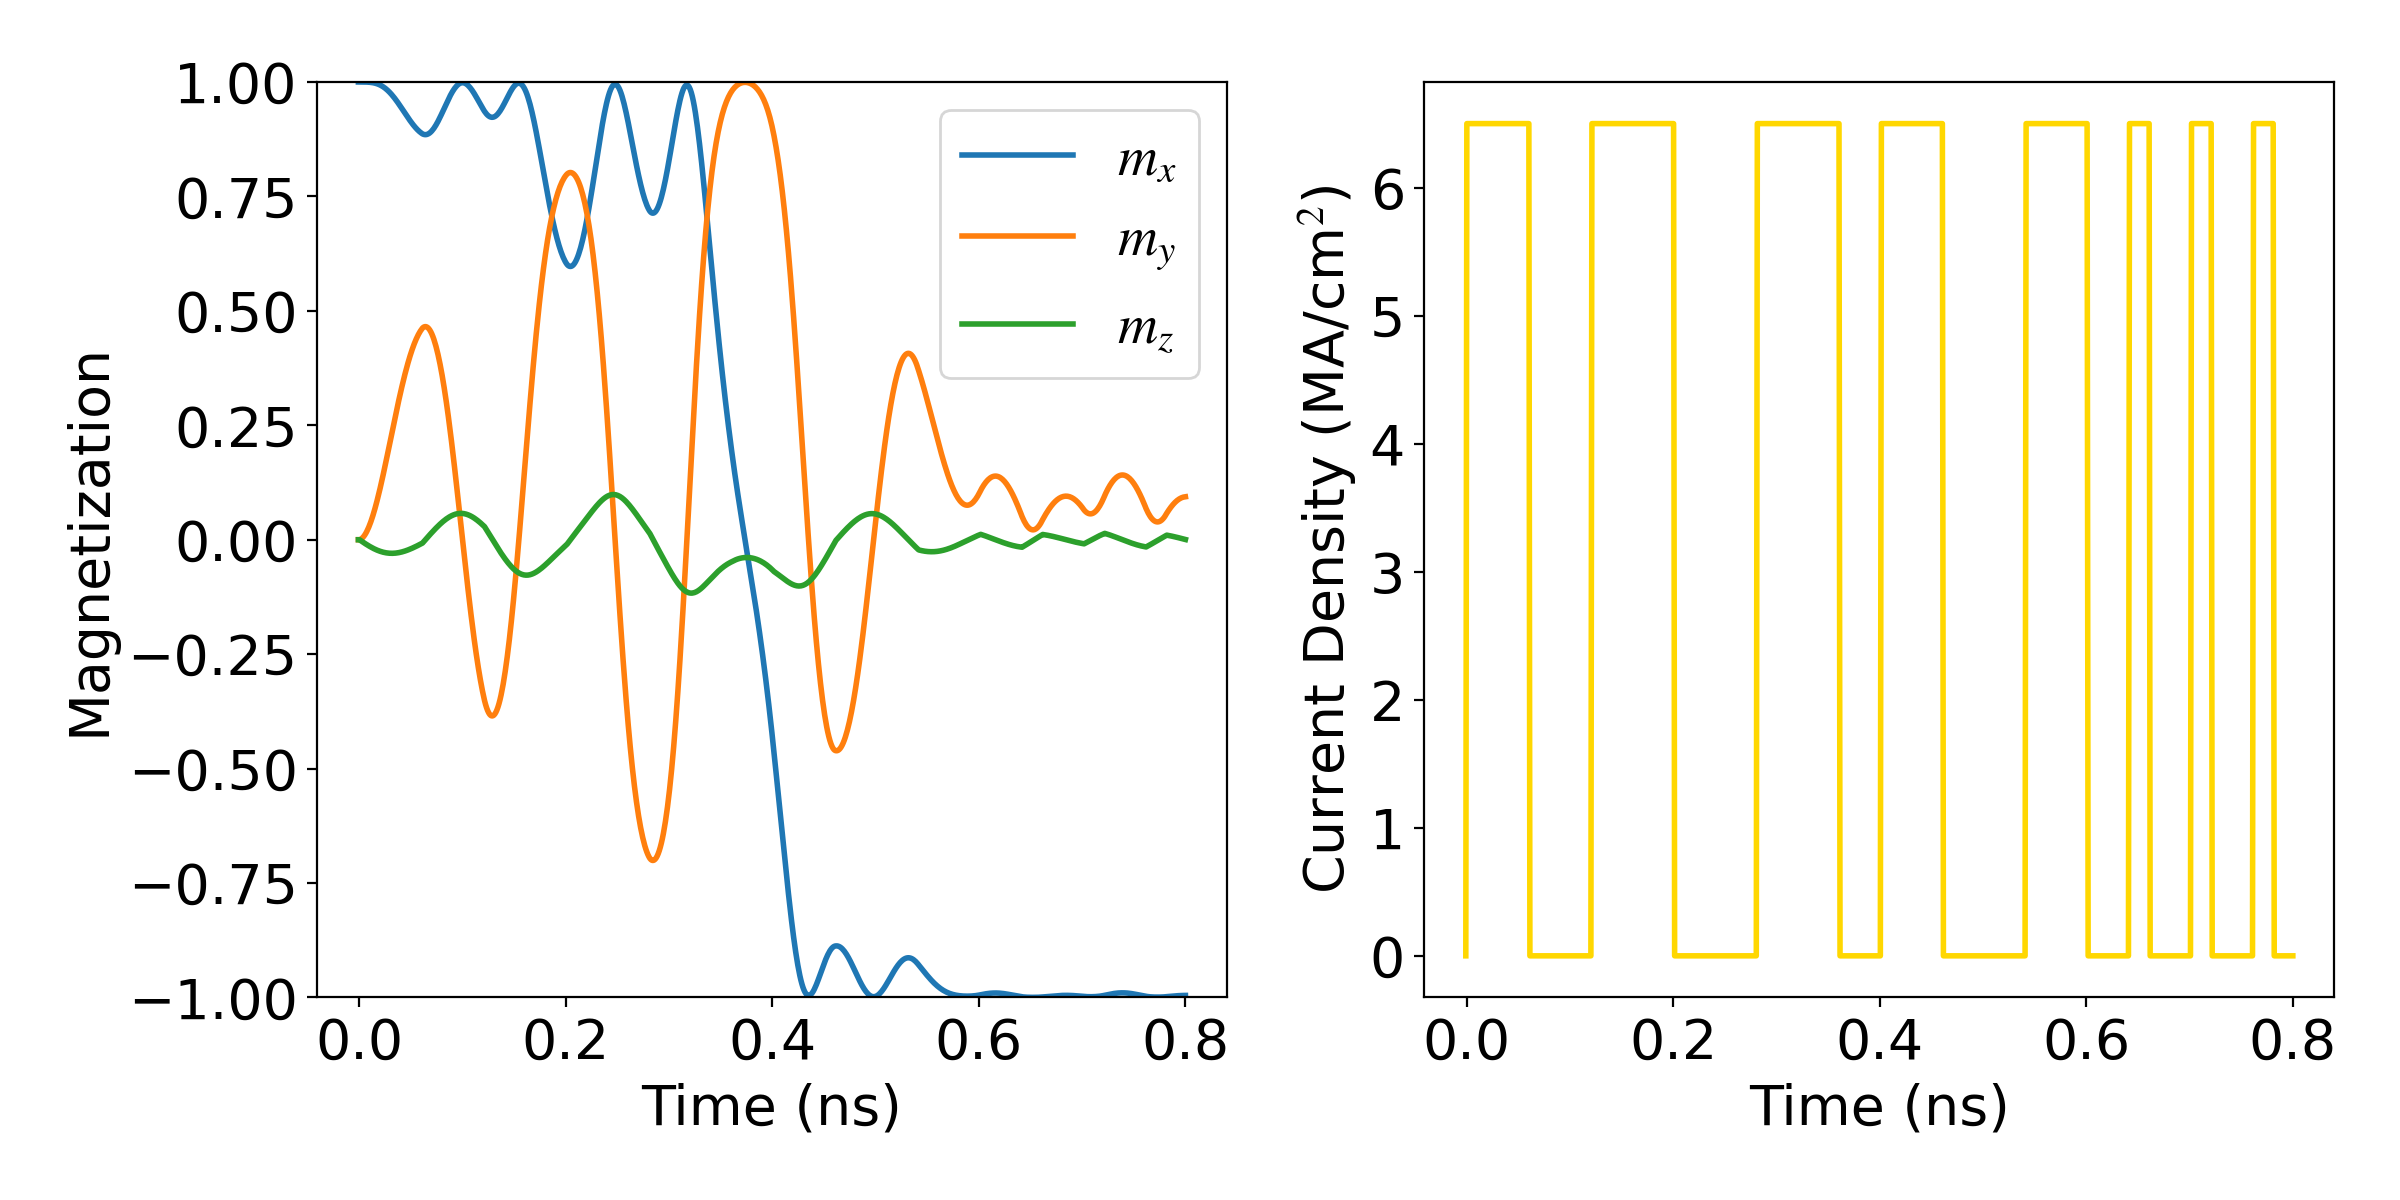 1.00
0.75
0.50
0.25
0.00
−0.25
−0.50
−0.75
−1.00
Magnetization
0.0 0.2 0.4 0.6 0.8
Time (ns)
mₓ
m_y
m_z
6
5
4
3
2
1
0
Current Density (MA/cm²)
0.0 0.2 0.4 0.6 0.8
Time (ns)